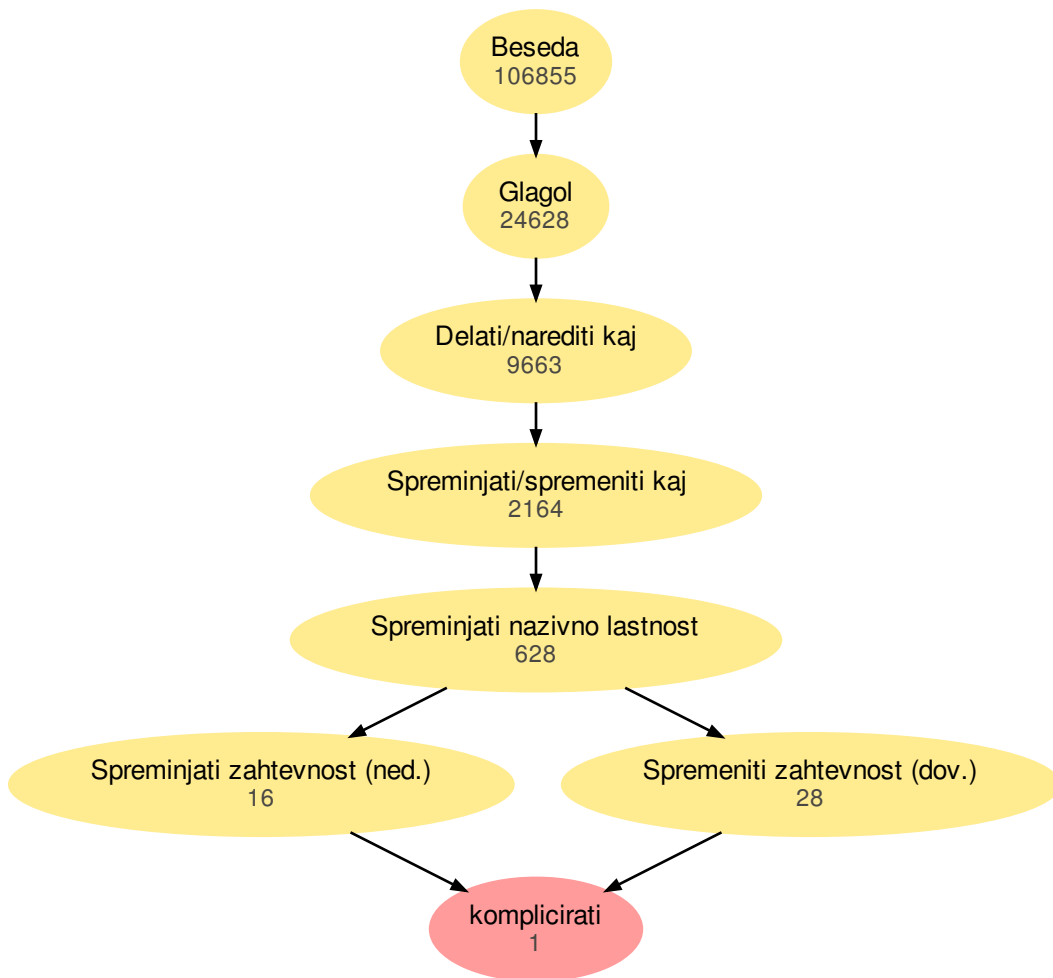 Beseda
106855
Glagol
24628
Delati/narediti kaj
9663
Spreminjati/spremeniti kaj
2164
Spreminjati nazivno lastnost
628
Spreminjati zahtevnost (ned.)
16
Spremeniti zahtevnost (dov.)
28
komplicirati
1